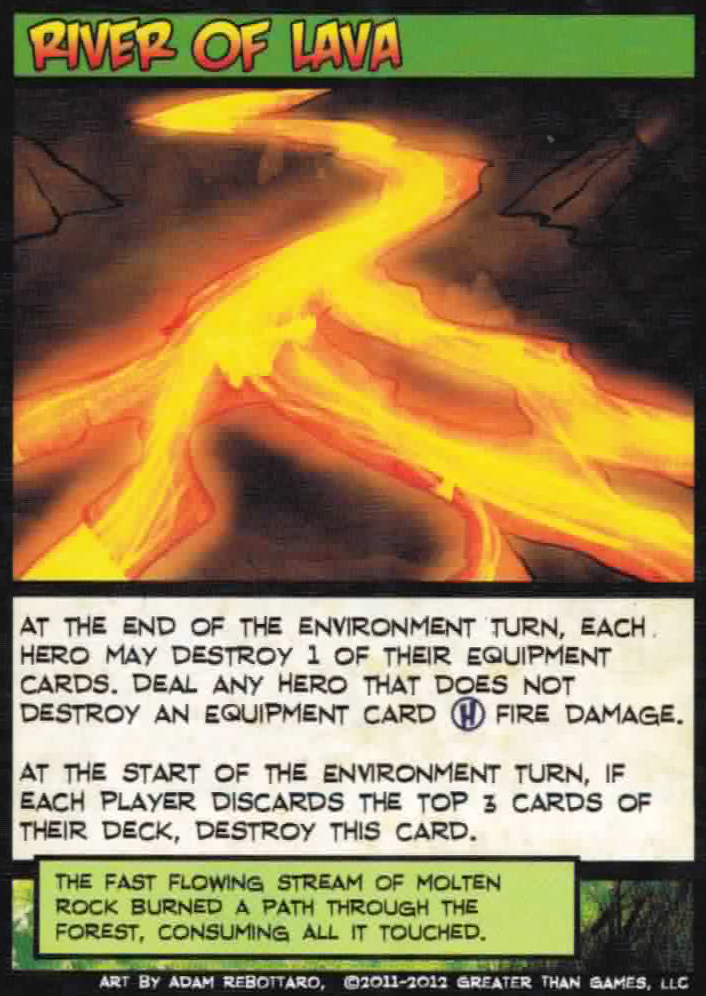 RIVER OF LAVA
AT THE END OF THE ENVIRONMENT TURN, EACH
HERO MAY DESTROY 1 OF THEIR EQUIPMENT
CARDS. DEAL ANY HERO THAT DOES NOT
DESTROY AN EQUIPMENT CARD Ⓗ FIRE DAMAGE.
AT THE START OF THE ENVIRONMENT TURN, IF
EACH PLAYER DISCARDS THE TOP 3 CARDS OF
THEIR DECK, DESTROY THIS CARD.
THE FAST FLOWING STREAM OF MOLTEN
ROCK BURNED A PATH THROUGH THE
FOREST, CONSUMING ALL IT TOUCHED.
ART BY ADAM REBOTTARO, ©2011-2012 GREATER THAN GAMES, LLC